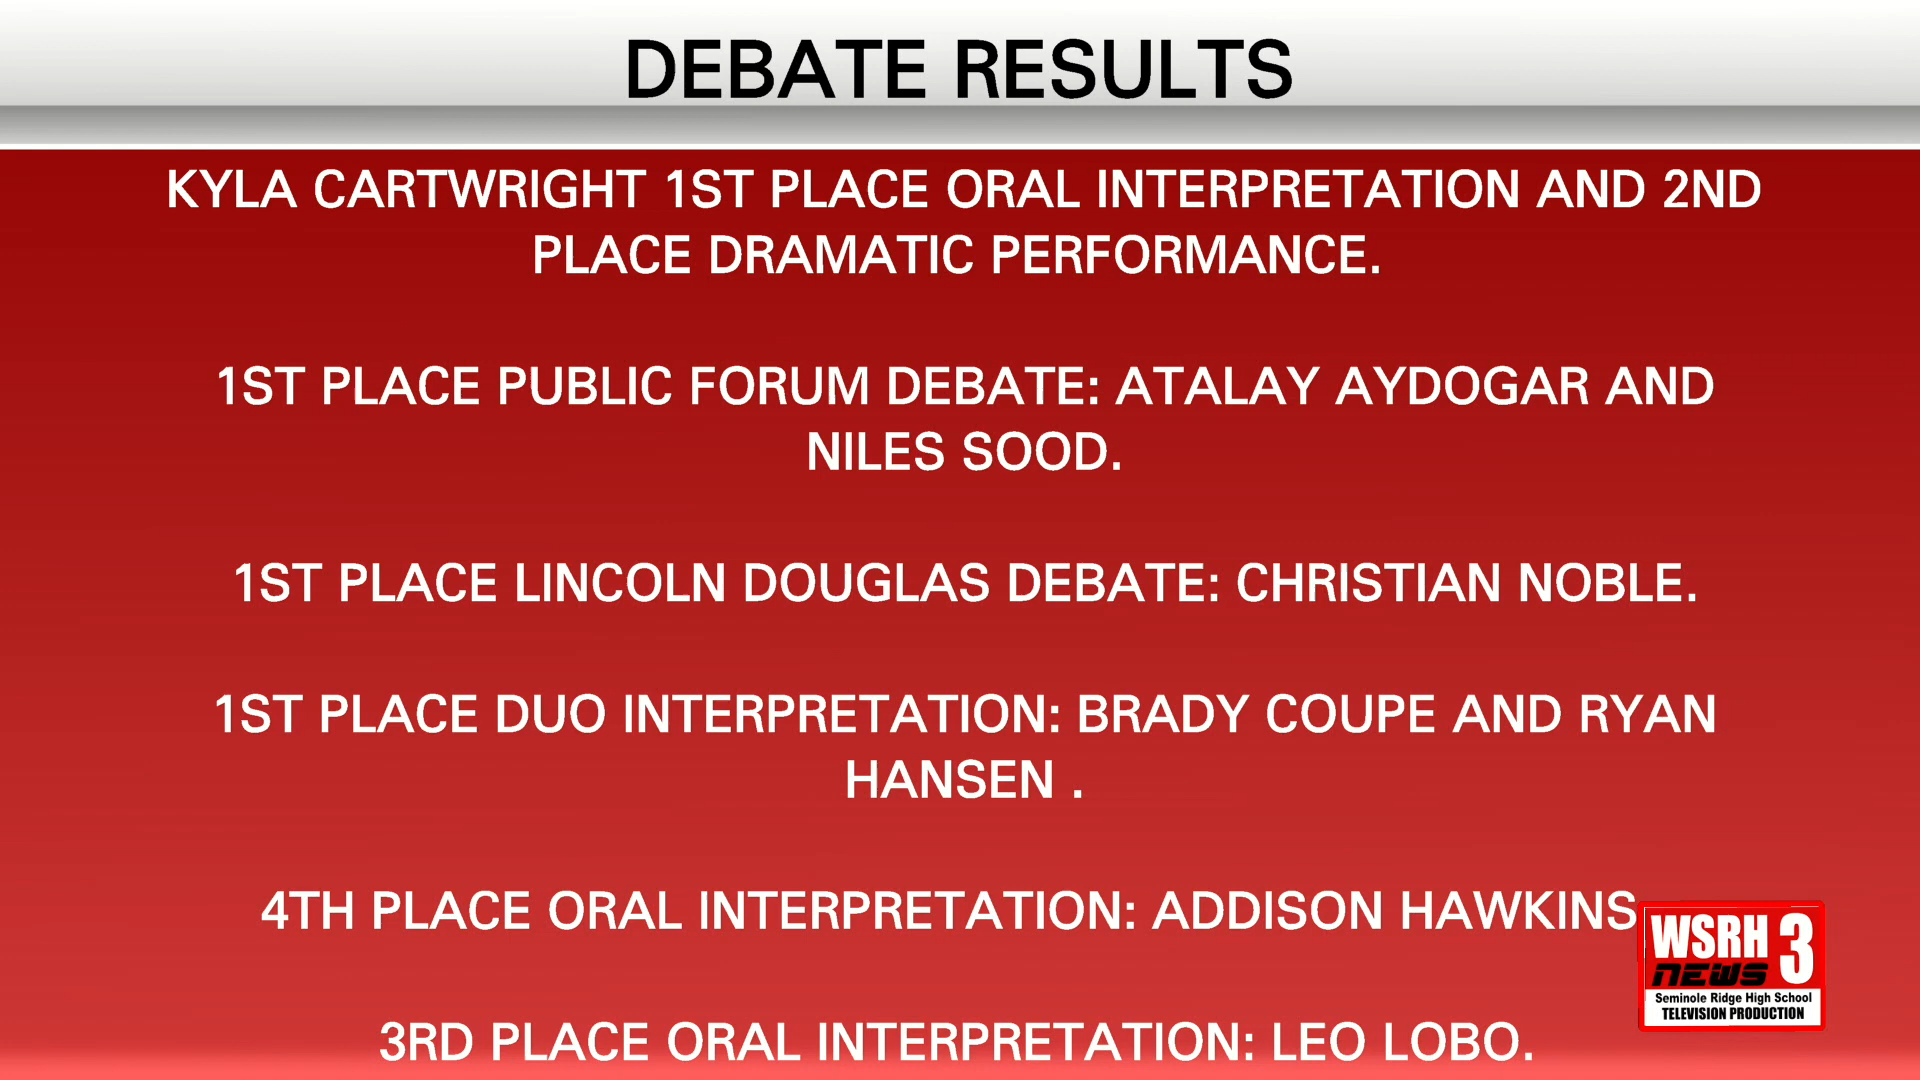 DEBATE RESULTS
KYLA CARTWRIGHT 1ST PLACE ORAL INTERPRETATION AND 2ND
PLACE DRAMATIC PERFORMANCE.
1ST PLACE PUBLIC FORUM DEBATE: ATALAY AYDOGAR AND
NILES SOOD.
1ST PLACE LINCOLN DOUGLAS DEBATE: CHRISTIAN NOBLE.
1ST PLACE DUO INTERPRETATION: BRADY COUPE AND RYAN
HANSEN .
4TH PLACE ORAL INTERPRETATION: ADDISON HAWKINS
3RD PLACE ORAL INTERPRETATION: LEO LOBO.
WSRH 3
NEWS
Seminole Ridge High School
TELEVISION PRODUCTION